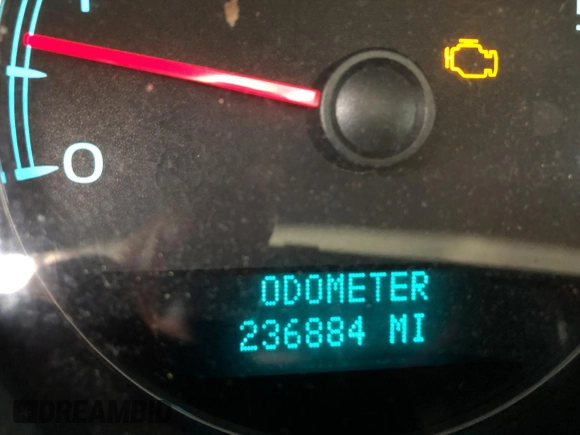 0
ODOMETER
236884 MI
DREAMBID